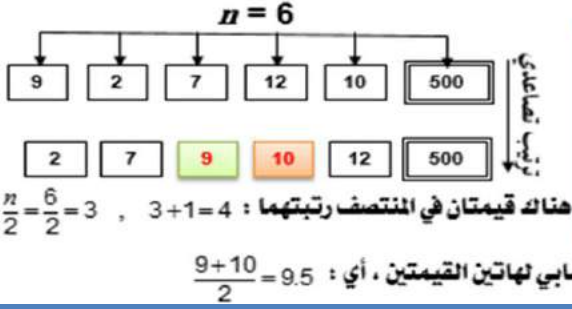 n = 6
9 2 7 12 10 500
ترتيب تصاعدي
2 7 9 10 12 500
هناك قيمتان في المنتصف رتبتهما : n/2 = 6/2 = 3 , 3+1=4
لهاتين القيمتين ، أي : (9+10)/2 = 9.5